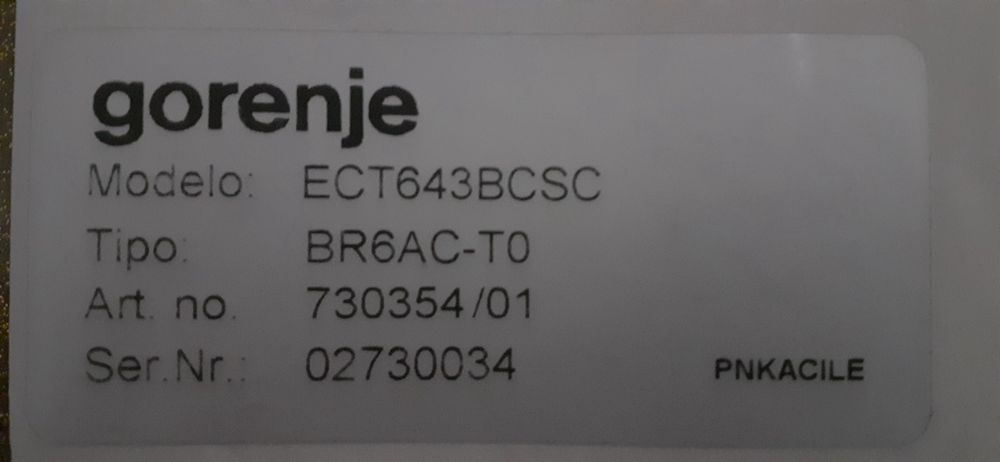 gorenje
Modelo: ECT643BCSC
Tipo: BR6AC-T0
Art. no. 730354/01
Ser.Nr.: 02730034 PNKACILE